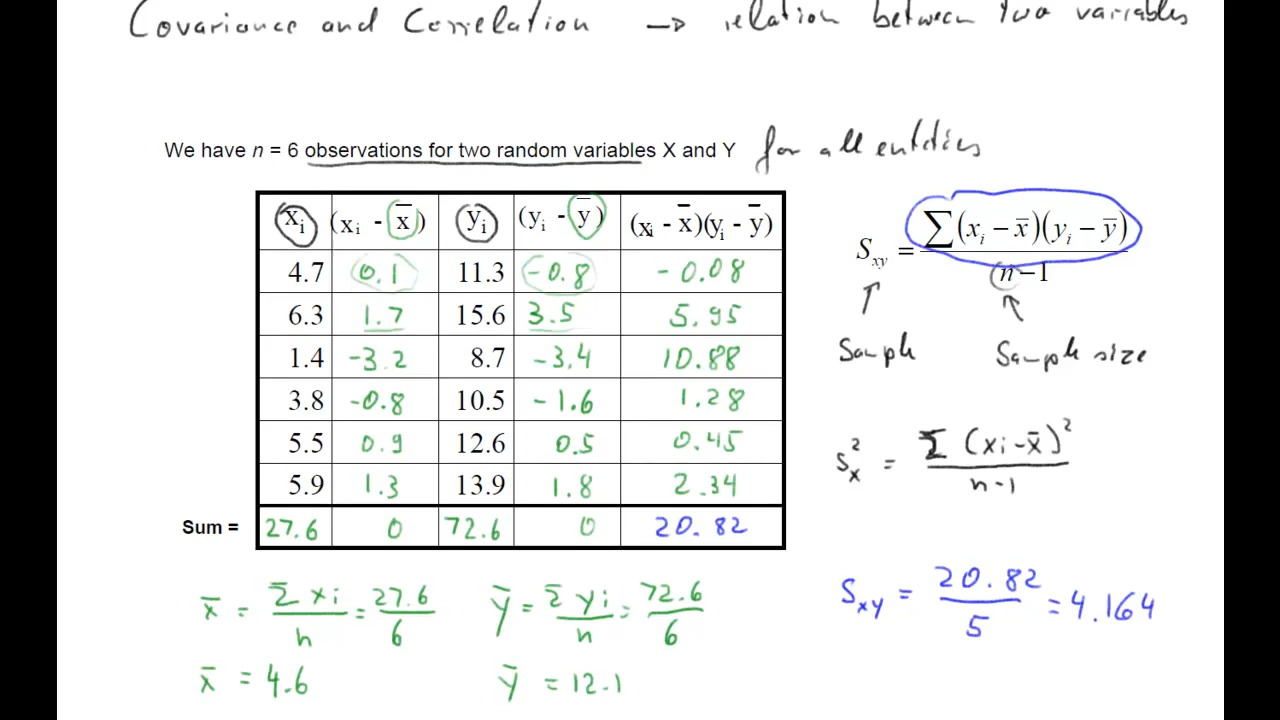 Covariance and Correlation → relation between two variables
We have n = 6 observations for two random variables X and Y for all entities
xᵢ (xᵢ - x̄) yᵢ (yᵢ - ȳ) (xᵢ - x̄)(yᵢ - ȳ)
4.7 0.1 11.3 -0.8 -0.08
6.3 1.7 15.6 3.5 5.95
1.4 -3.2 8.7 -3.4 10.88
3.8 -0.8 10.5 -1.6 1.28
5.5 0.9 12.6 0.5 0.45
5.9 1.3 13.9 1.8 2.34
Sum = 27.6 0 72.6 0 20.82
Sxy = ∑(xᵢ - x̄)(yᵢ - ȳ) / n-1
Sample Sample size
Sx² = Σ(xi - x̄)² / n-1
x̄ = Σxi / n = 27.6 / 6
x̄ = 4.6
ȳ = Σyi / n = 72.6 / 6
ȳ = 12.1
Sxy = 20.82 / 5 = 4.164